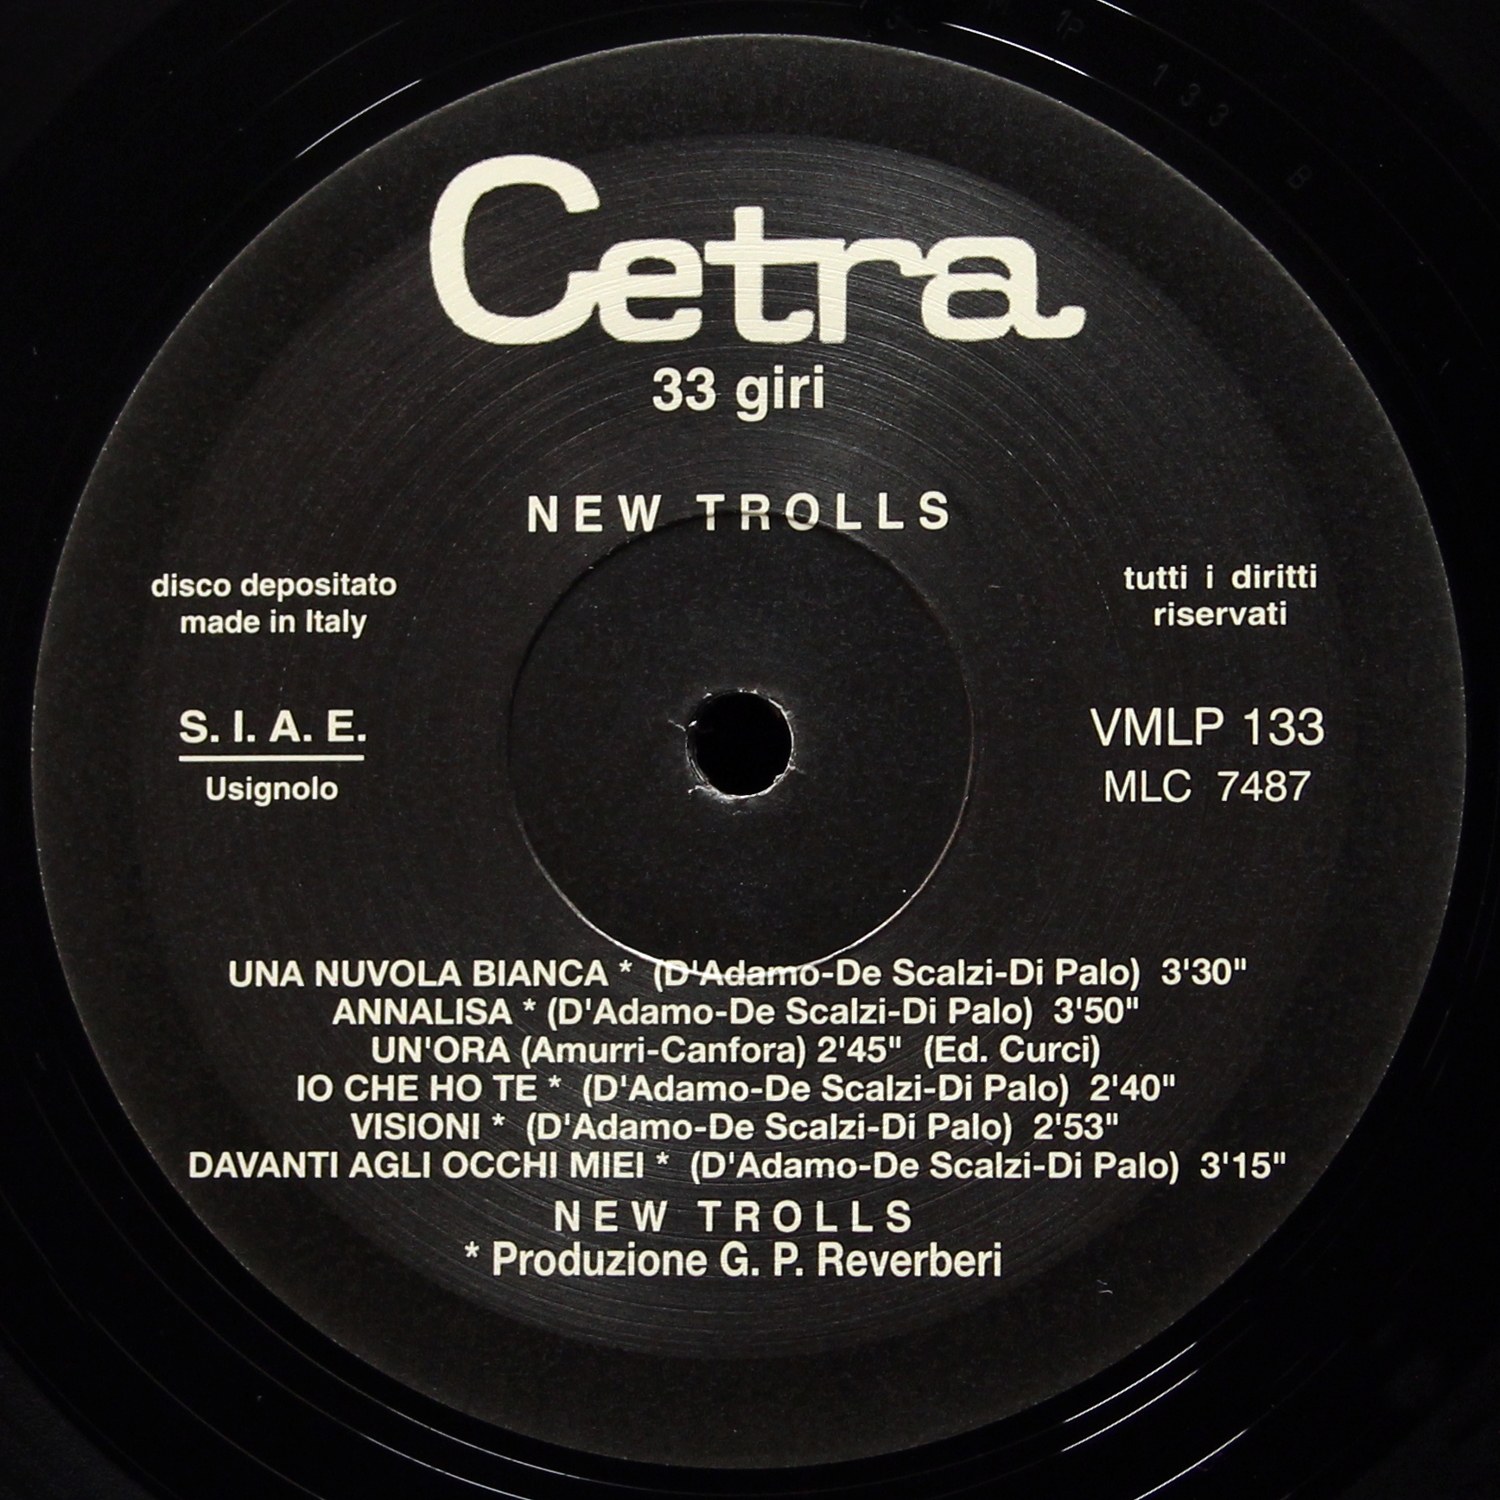 Cetra
33 giri
NEW TROLLS
disco depositato
made in Italy
tutti i diritti
riservati
S. I. A. E.
Usignolo
VMLP 133
MLC 7487
UNA NUVOLA BIANCA * (D'Adamo-De Scalzi-Di Palo) 3'30"
ANNALISA * (D'Adamo-De Scalzi-Di Palo) 3'50"
UN'ORA (Amurri-Canfora) 2'45" (Ed. Curci)
IO CHE HO TE * (D'Adamo-De Scalzi-Di Palo) 2'40"
VISIONI * (D'Adamo-De Scalzi-Di Palo) 2'53"
DAVANTI AGLI OCCHI MIEI * (D'Adamo-De Scalzi-Di Palo) 3'15"
NEW TROLLS
* Produzione G. P. Reverberi
133 B